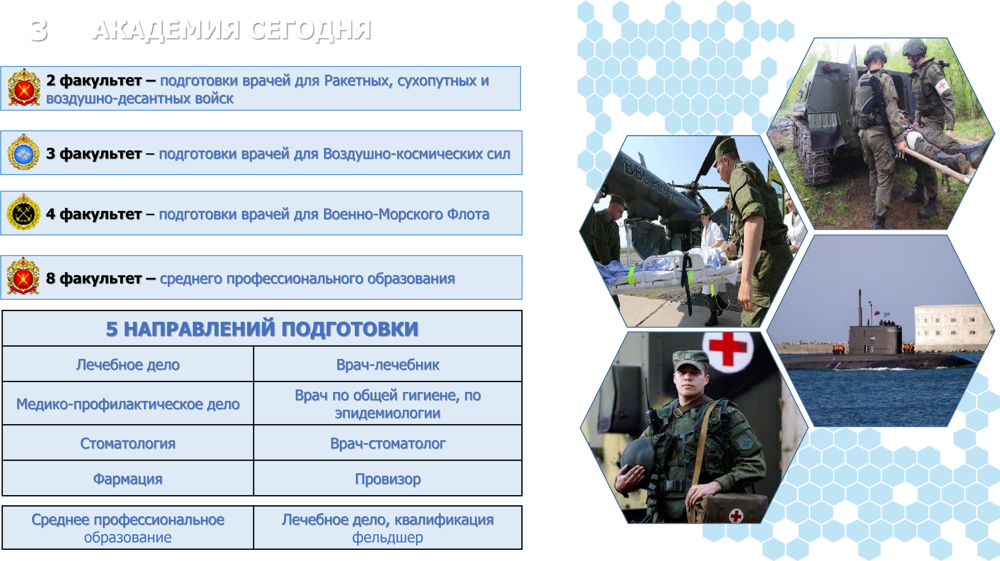 3 АКАДЕМИЯ СЕГОДНЯ
2 факультет – подготовки врачей для Ракетных, сухопутных и
воздушно-десантных войск
3 факультет – подготовки врачей для Воздушно-космических сил
4 факультет – подготовки врачей для Военно-Морского Флота
8 факультет – среднего профессионального образования
5 НАПРАВЛЕНИЙ ПОДГОТОВКИ
Лечебное дело
Врач-лечебник
Медико-профилактическое дело
Врач по общей гигиене, по
эпидемиологии
Стоматология
Врач-стоматолог
Фармация
Провизор
Среднее профессиональное
образование
Лечебное дело, квалификация
фельдшер
ВВС